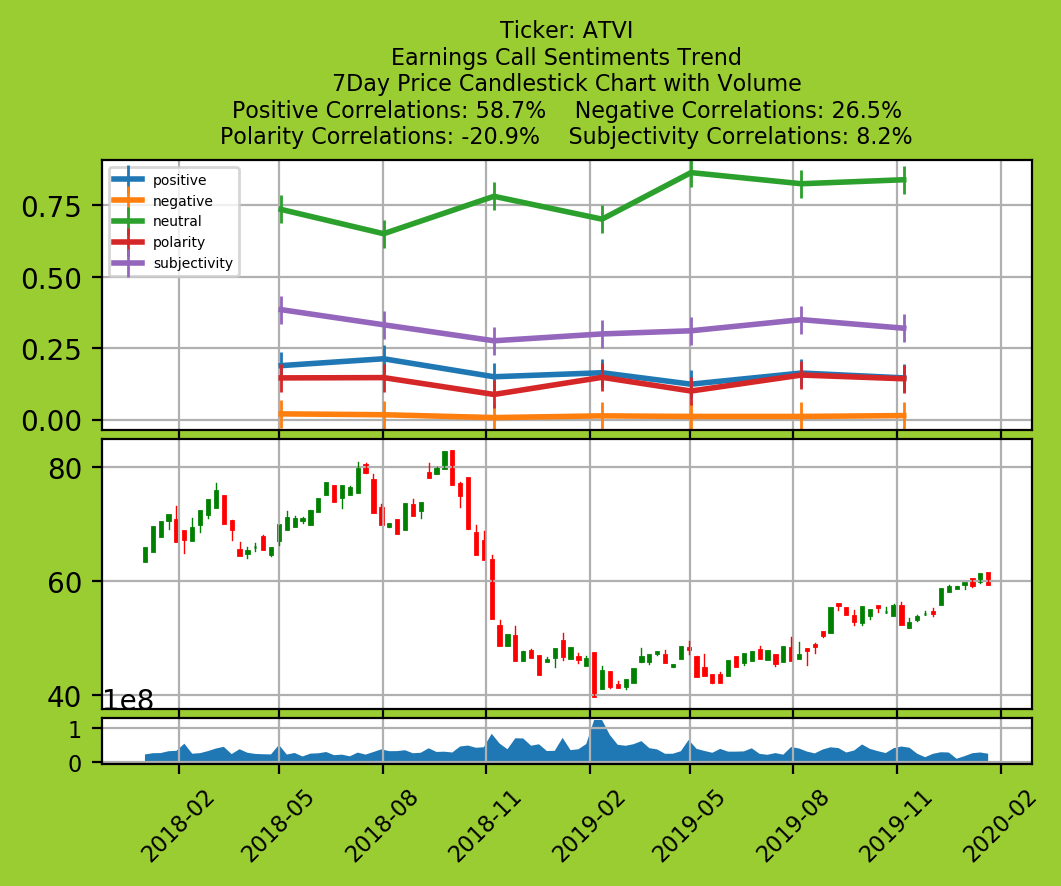 Ticker: ATVI
Earnings Call Sentiments Trend
7Day Price Candlestick Chart with Volume
Positive Correlations: 58.7%    Negative Correlations: 26.5%
Polarity Correlations: -20.9%    Subjectivity Correlations: 8.2%
positive
negative
neutral
polarity
subjectivity
0.75
0.50
0.25
0.00
80
60
40
1e8
1
0
2018-02
2018-05
2018-08
2018-11
2019-02
2019-05
2019-08
2019-11
2020-02